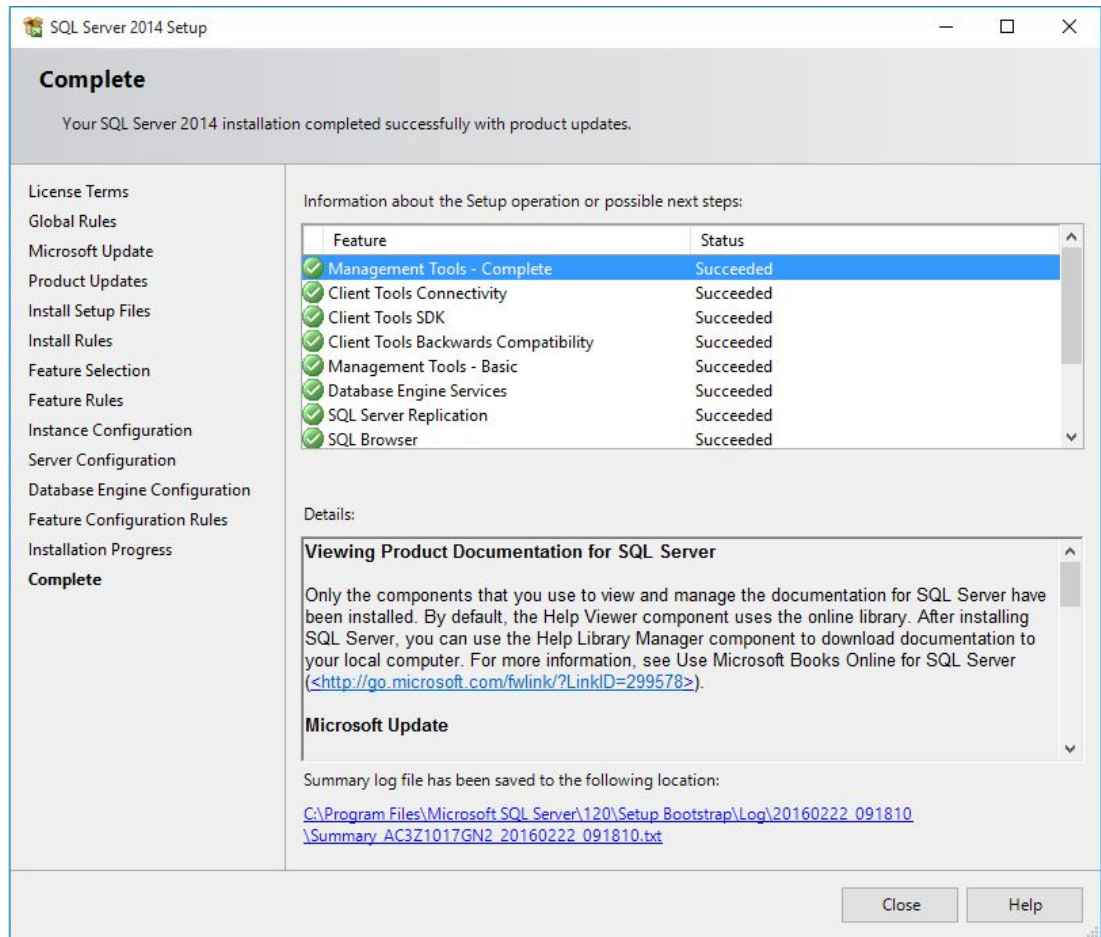 SQL Server 2014 Setup
Complete
Your SQL Server 2014 installation completed successfully with product updates.
License Terms
Global Rules
Microsoft Update
Product Updates
Install Setup Files
Install Rules
Feature Selection
Feature Rules
Instance Configuration
Server Configuration
Database Engine Configuration
Feature Configuration Rules
Installation Progress
Complete
Information about the Setup operation or possible next steps:
Feature Status
Management Tools - Complete Succeeded
Client Tools Connectivity Succeeded
Client Tools SDK Succeeded
Client Tools Backwards Compatibility Succeeded
Management Tools - Basic Succeeded
Database Engine Services Succeeded
SQL Server Replication Succeeded
SQL Browser Succeeded
Details:
Viewing Product Documentation for SQL Server
Only the components that you use to view and manage the documentation for SQL Server have
been installed. By default, the Help Viewer component uses the online library. After installing
SQL Server, you can use the Help Library Manager component to download documentation to
your local computer. For more information, see Use Microsoft Books Online for SQL Server
(<http://go.microsoft.com/fwlink/?LinkID=299578>).
Microsoft Update
Summary log file has been saved to the following location:
C:\Program Files\Microsoft SQL Server\120\Setup Bootstrap\Log\20160222_091810
\Summary_AC3Z1017GN2_20160222_091810.txt
Close Help